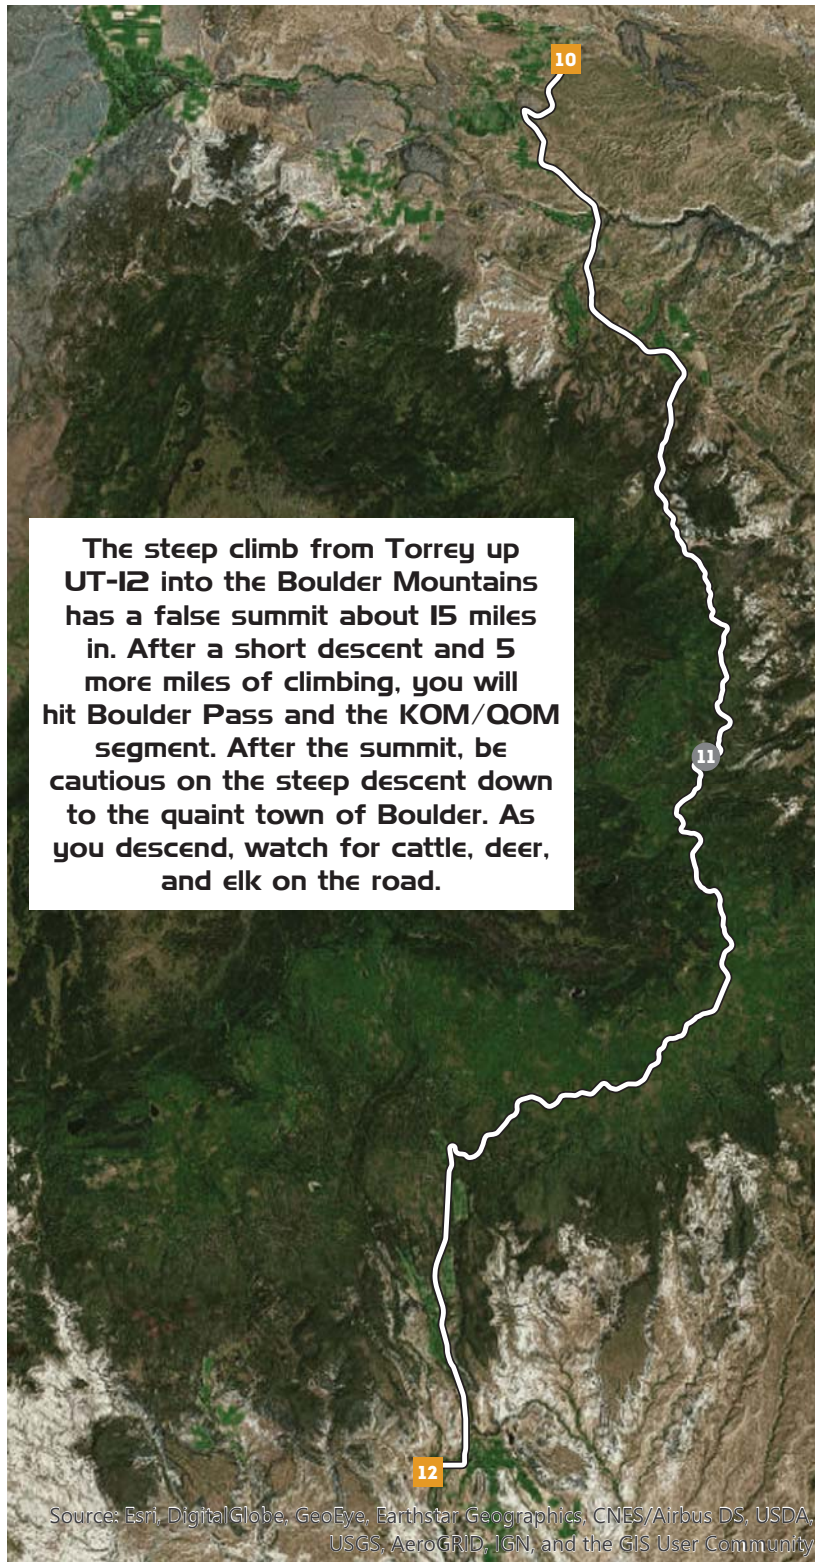 10
The steep climb from Torrey up
UT-12 into the Boulder Mountains
has a false summit about 15 miles
in. After a short descent and 5
more miles of climbing, you will
hit Boulder Pass and the KOM/QOM
segment. After the summit, be
cautious on the steep descent down
to the quaint town of Boulder. As
you descend, watch for cattle, deer,
and elk on the road.
11
12
Source: Esri, DigitalGlobe, GeoEye, Earthstar Geographics, CNES/Airbus DS, USDA,
USGS, AeroGRID, IGN, and the GIS User Community